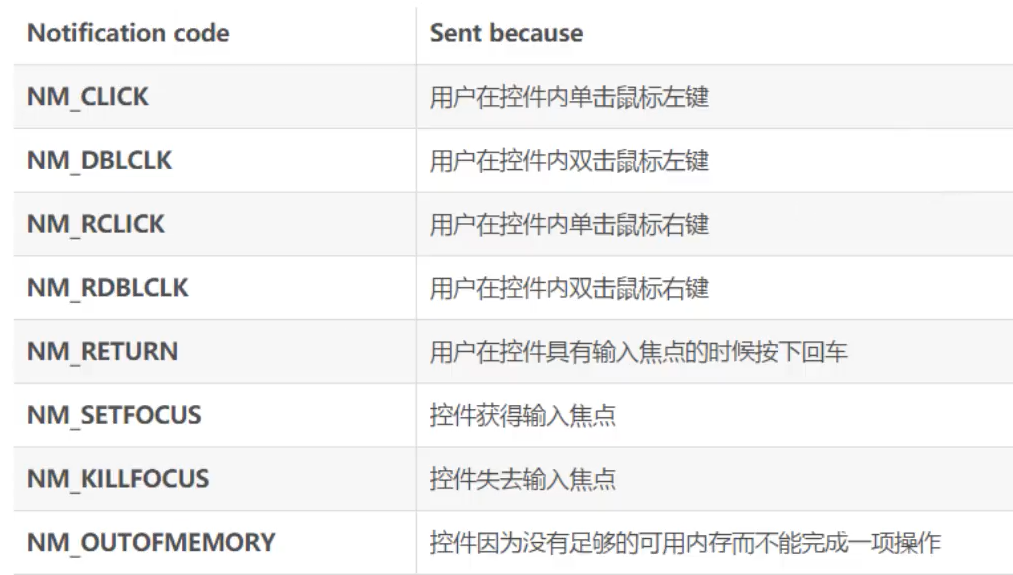 Notification code Sent because
NM_CLICK 用户在控件内单击鼠标左键
NM_DBLCLK 用户在控件内双击鼠标左键
NM_RCLICK 用户在控件内单击鼠标右键
NM_RDBLCLK 用户在控件内双击鼠标右键
NM_RETURN 用户在控件具有输入焦点的时候按下回车
NM_SETFOCUS 控件获得输入焦点
NM_KILLFOCUS 控件失去输入焦点
NM_OUTOFMEMORY 控件因为没有足够的可用内存而不能完成一项操作